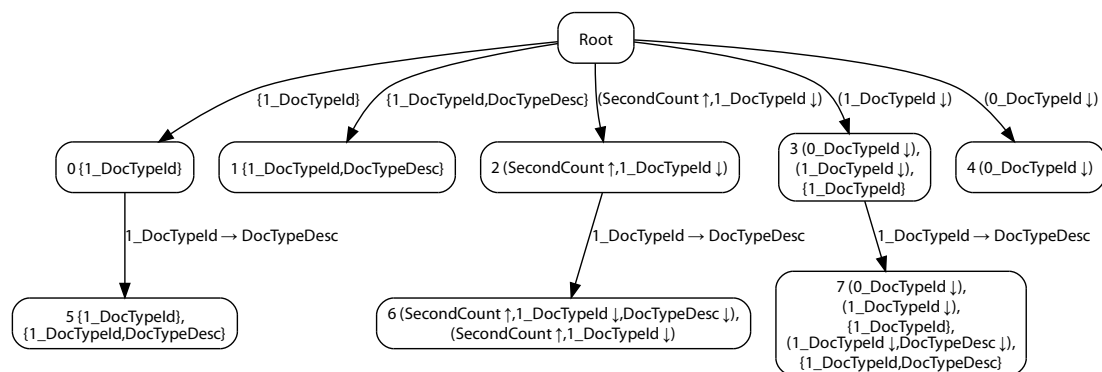 Root
{1_DocTypeId}
{1_DocTypeId,DocTypeDesc}
(SecondCount ↑,1_DocTypeId ↓)
(1_DocTypeId ↓)
(0_DocTypeId ↓)
0 {1_DocTypeId}
1 {1_DocTypeId,DocTypeDesc}
2 (SecondCount ↑,1_DocTypeId ↓)
3 (0_DocTypeId ↓),
(1_DocTypeId ↓),
{1_DocTypeId}
4 (0_DocTypeId ↓)
1_DocTypeId → DocTypeDesc
1_DocTypeId → DocTypeDesc
1_DocTypeId → DocTypeDesc
5 {1_DocTypeId},
{1_DocTypeId,DocTypeDesc}
6 (SecondCount ↑,1_DocTypeId ↓,DocTypeDesc ↓),
(SecondCount ↑,1_DocTypeId ↓)
7 (0_DocTypeId ↓),
(1_DocTypeId ↓),
{1_DocTypeId},
(1_DocTypeId ↓,DocTypeDesc ↓),
{1_DocTypeId,DocTypeDesc}